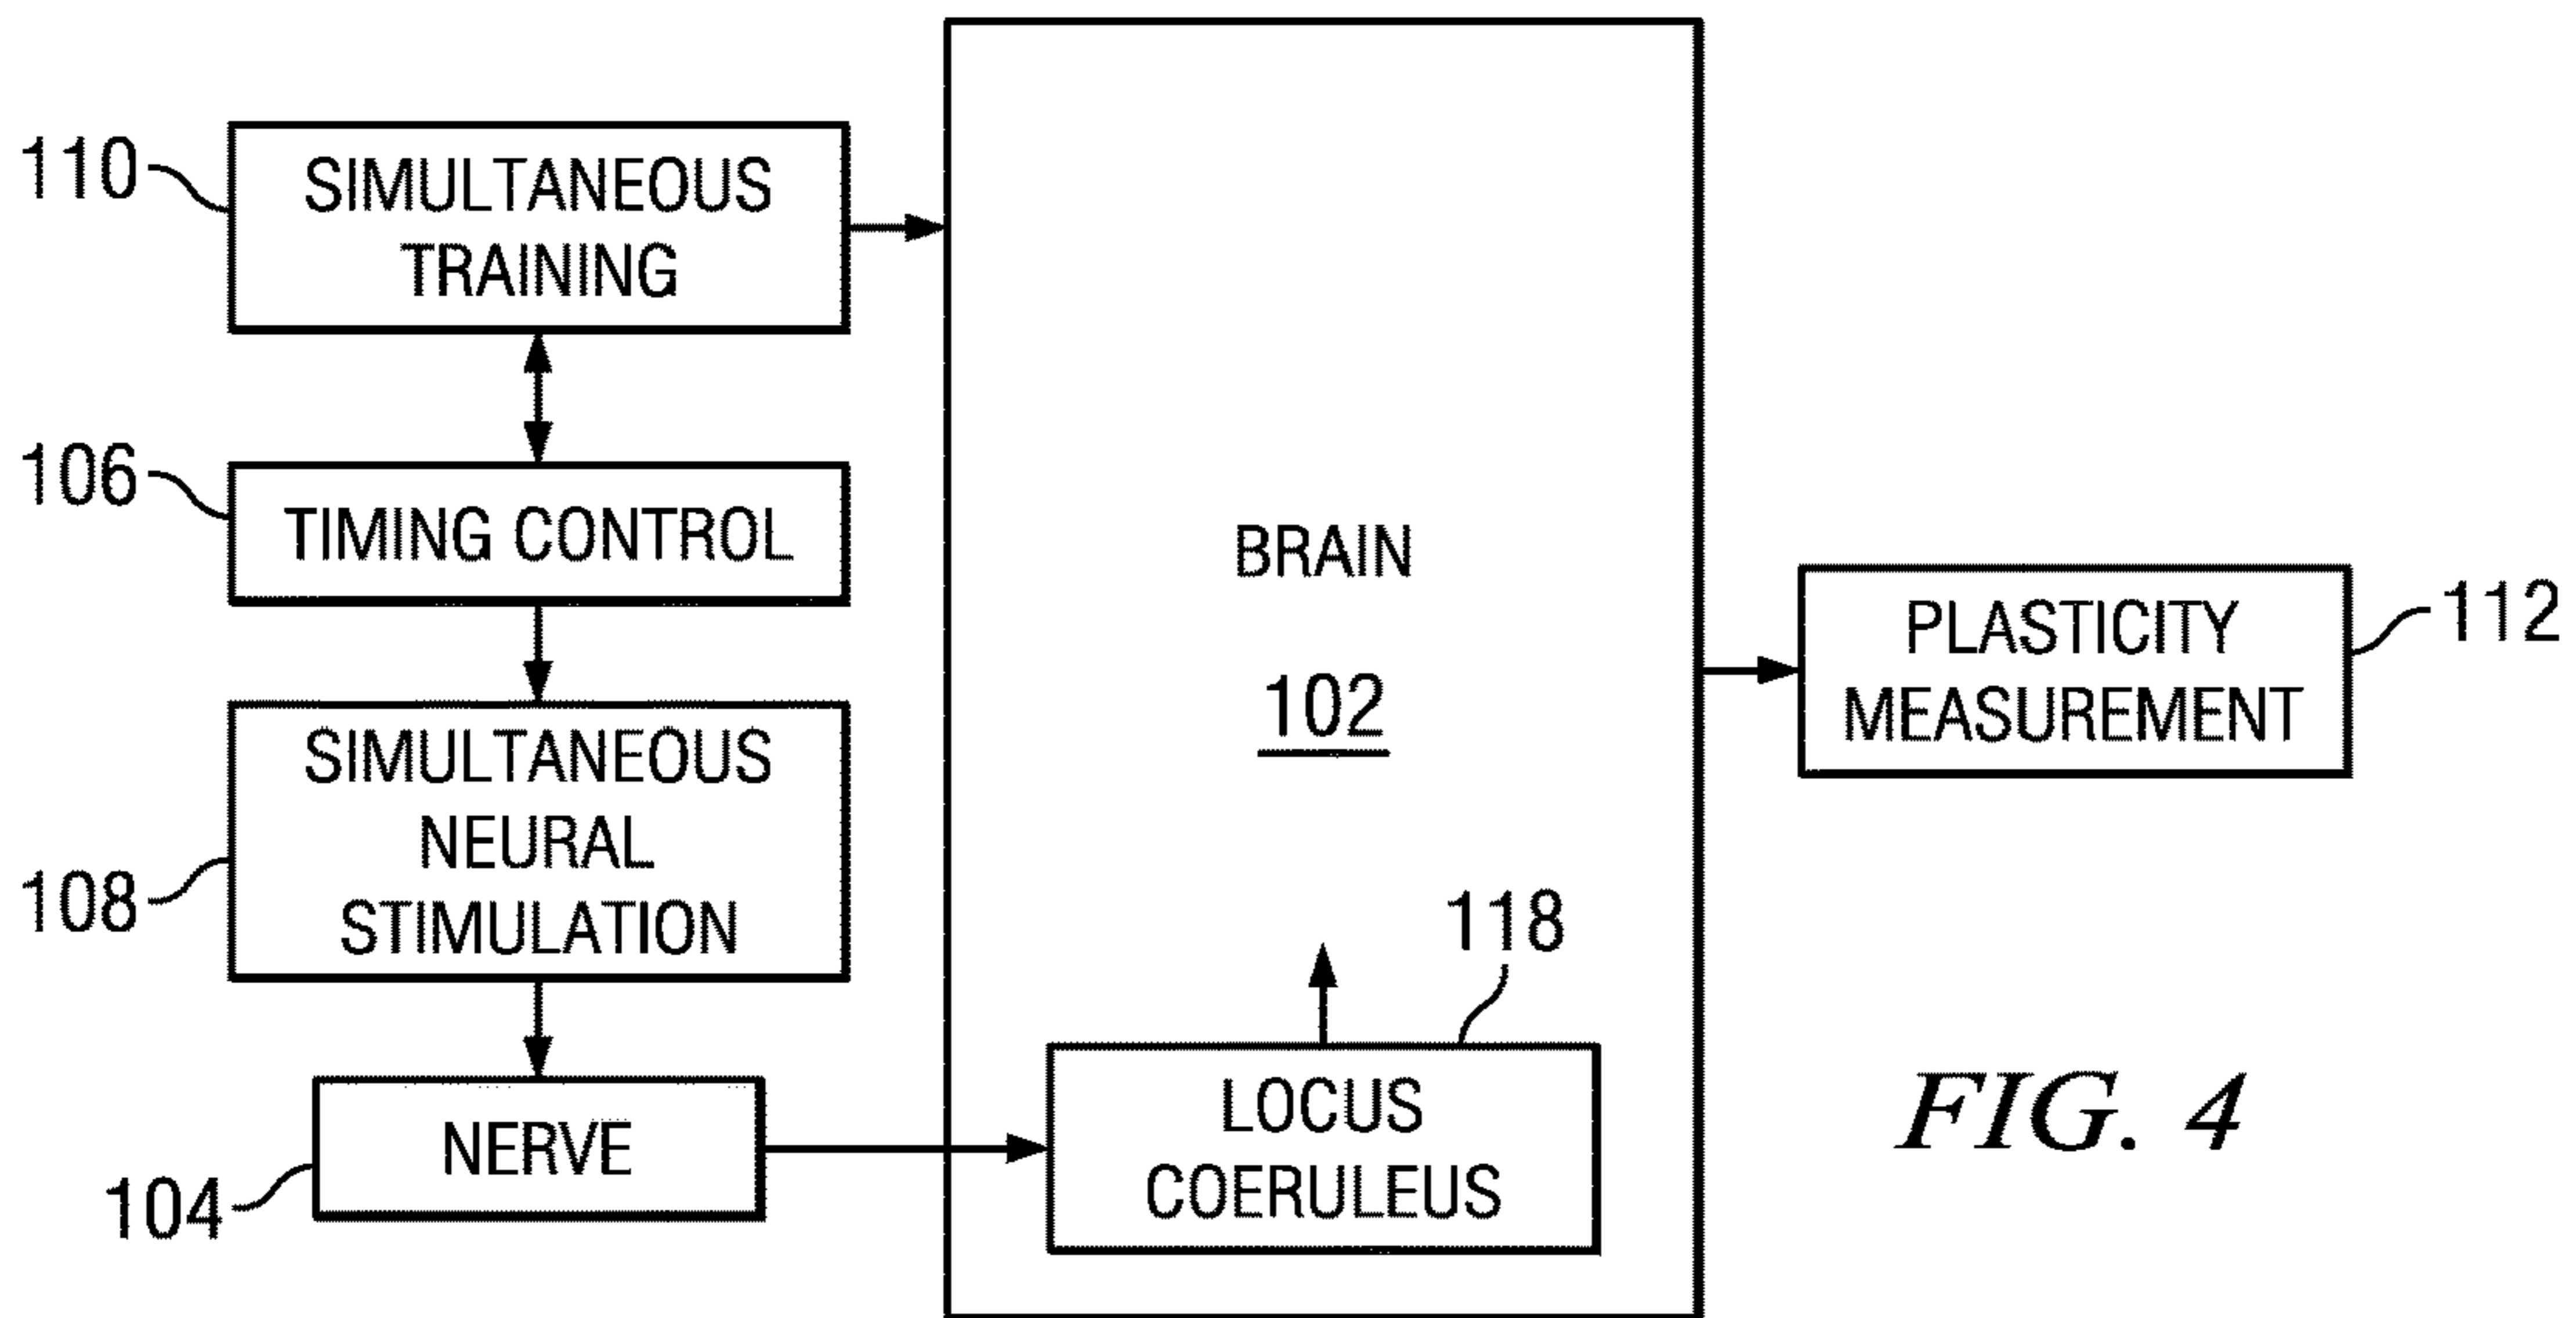 110
SIMULTANEOUS
TRAINING
106
TIMING CONTROL
108
SIMULTANEOUS
NEURAL
STIMULATION
104
NERVE
BRAIN
102
118
LOCUS
COERULEUS
PLASTICITY
MEASUREMENT
112
FIG. 4